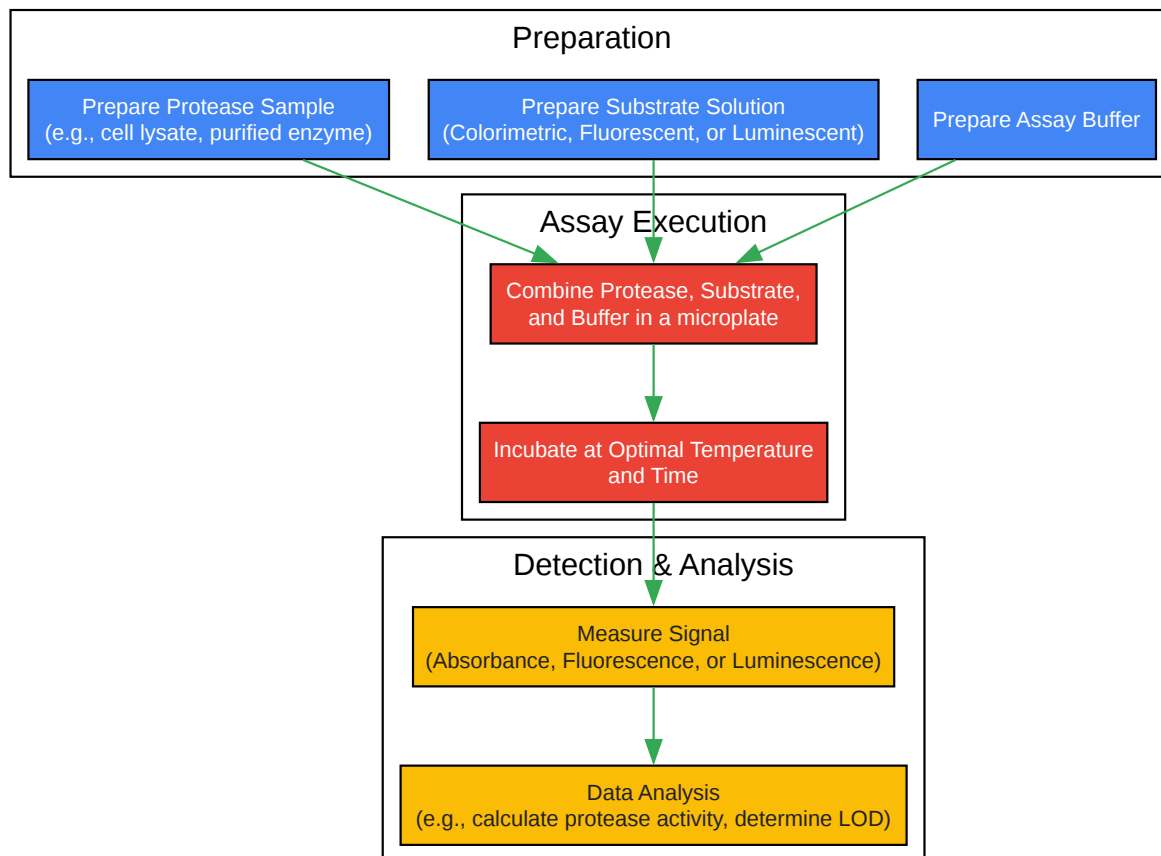 Preparation
Prepare Protease Sample
(e.g., cell lysate, purified enzyme)
Prepare Substrate Solution
(Colorimetric, Fluorescent, or Luminescent)
Prepare Assay Buffer
Assay Execution
Combine Protease, Substrate,
and Buffer in a microplate
Incubate at Optimal Temperature
and Time
Detection & Analysis
Measure Signal
(Absorbance, Fluorescence, or Luminescence)
Data Analysis
(e.g., calculate protease activity, determine LOD)